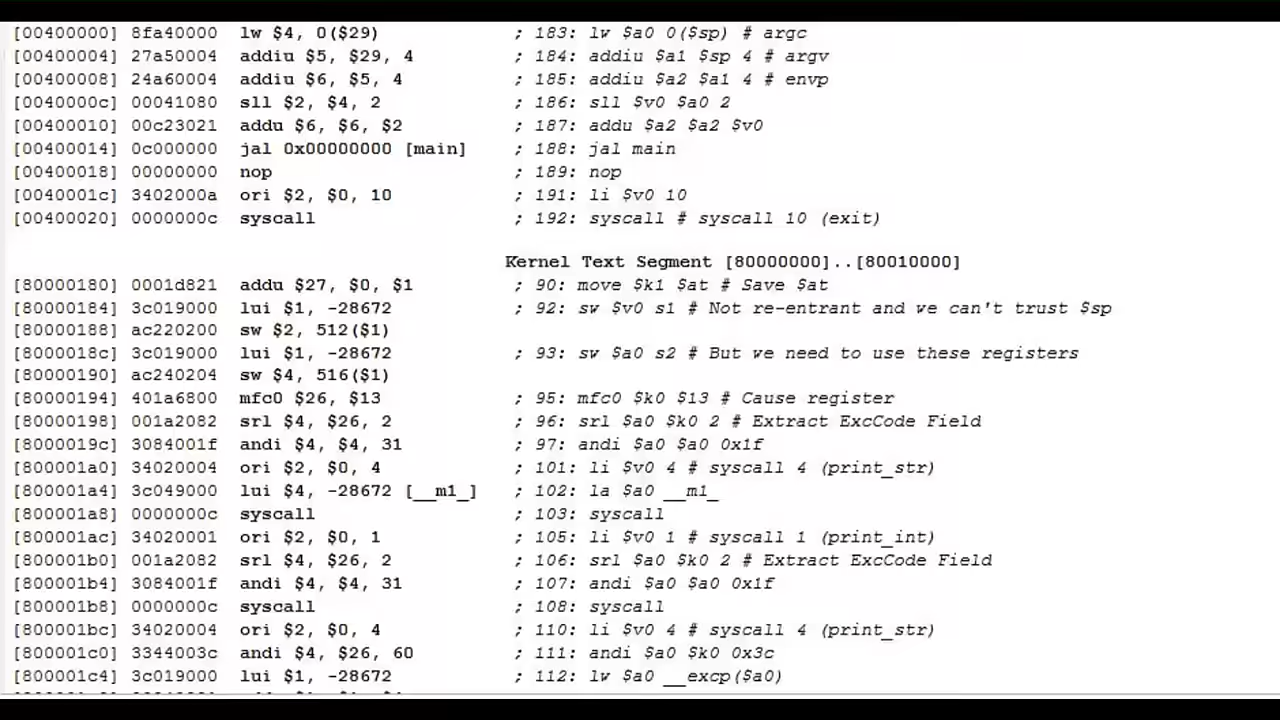 [00400000] 8fa40000 lw $4, 0($29) ; 183: lw $a0 0($sp) # argc
[00400004] 27a50004 addiu $5, $29, 4 ; 184: addiu $a1 $sp 4 # argv
[00400008] 24a60004 addiu $6, $5, 4 ; 185: addiu $a2 $a1 4 # envp
[0040000c] 00041080 sll $2, $4, 2 ; 186: sll $v0 $a0 2
[00400010] 00c23021 addu $6, $6, $2 ; 187: addu $a2 $a2 $v0
[00400014] 0c000000 jal 0x00000000 [main] ; 188: jal main
[00400018] 00000000 nop ; 189: nop
[0040001c] 3402000a ori $2, $0, 10 ; 191: li $v0 10
[00400020] 0000000c syscall ; 192: syscall # syscall 10 (exit)
Kernel Text Segment [80000000]..[80010000]
[80000180] 0001d821 addu $27, $0, $1 ; 90: move $k1 $at # Save $at
[80000184] 3c019000 lui $1, -28672 ; 92: sw $v0 s1 # Not re-entrant and we can't trust $sp
[80000188] ac220200 sw $2, 512($1)
[8000018c] 3c019000 lui $1, -28672 ; 93: sw $a0 s2 # But we need to use these registers
[80000190] ac240204 sw $4, 516($1)
[80000194] 401a6800 mfc0 $26, $13 ; 95: mfc0 $k0 $13 # Cause register
[80000198] 001a2082 srl $4, $26, 2 ; 96: srl $a0 $k0 2 # Extract ExcCode Field
[8000019c] 3084001f andi $4, $4, 31 ; 97: andi $a0 $a0 0x1f
[800001a0] 34020004 ori $2, $0, 4 ; 101: li $v0 4 # syscall 4 (print_str)
[800001a4] 3c049000 lui $4, -28672 [__m1_] ; 102: la $a0 __m1_
[800001a8] 0000000c syscall ; 103: syscall
[800001ac] 34020001 ori $2, $0, 1 ; 105: li $v0 1 # syscall 1 (print_int)
[800001b0] 001a2082 srl $4, $26, 2 ; 106: srl $a0 $k0 2 # Extract ExcCode Field
[800001b4] 3084001f andi $4, $4, 31 ; 107: andi $a0 $a0 0x1f
[800001b8] 0000000c syscall ; 108: syscall
[800001bc] 34020004 ori $2, $0, 4 ; 110: li $v0 4 # syscall 4 (print_str)
[800001c0] 3344003c andi $4, $26, 60 ; 111: andi $a0 $k0 0x3c
[800001c4] 3c019000 lui $1, -28672 ; 112: lw $a0 __excp($a0)